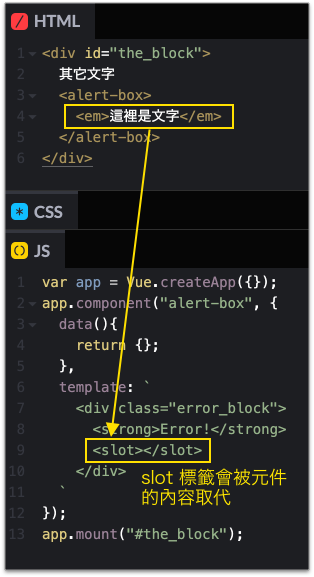 HTML
1 <div id="the_block">
2 其它文字
3 <alert-box>
4 <em>這裡是文字</em>
5 </alert-box>
6 </div>
CSS
JS
1 var app = Vue.createApp({});
2 app.component("alert-box", {
3 data(){
4 return {};
5 },
6 template: `
7 <div class="error_block">
8 <strong>Error!</strong>
9 <slot></slot>
10 </div>
11 `
12 });
13 app.mount("#the_block");
slot 標籤會被元件
的內容取代